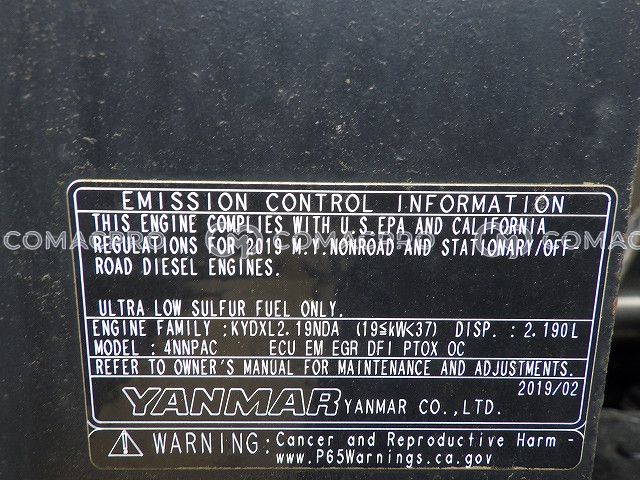 EMISSION CONTROL INFORMATION
THIS ENGINE COMPLIES WITH U.S.EPA AND CALIFORNIA
REGULATIONS FOR 2019 M.Y.NONROAD AND STATIONARY/OFF-
ROAD DIESEL ENGINES.
ULTRA LOW SULFUR FUEL ONLY.
ENGINE FAMILY :KYDXL2.19NDA (19≦kW<37) DISP. : 2.190L
MODEL : 4NNPAC ECU EM EGR DFI PTOX OC
REFER TO OWNER'S MANUAL FOR MAINTENANCE AND ADJUSTMENTS.
2019/02
YANMAR YANMAR CO.,LTD.
⚠ WARNING: Cancer and Reproductive Harm -
www.P65Warnings.ca.gov